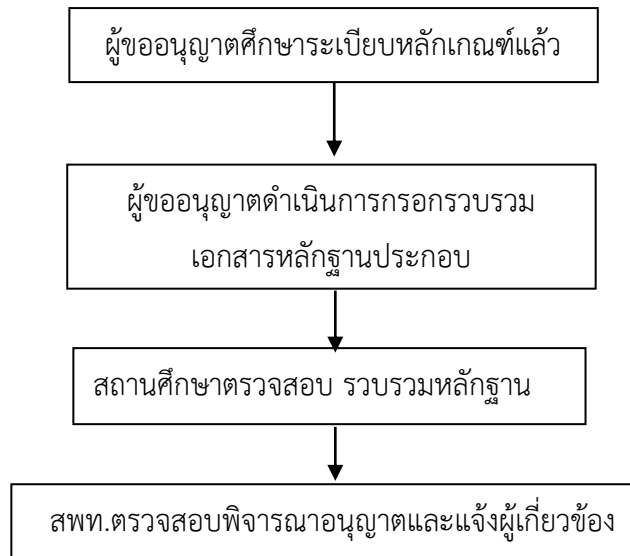 ผู้ขออนุญาตศึกษาระเบียบหลักเกณฑ์แล้ว
ผู้ขออนุญาตดำเนินการกรอกรวบรวม
เอกสารหลักฐานประกอบ
สถานศึกษาตรวจสอบ รวบรวมหลักฐาน
สพท.ตรวจสอบพิจารณาอนุญาตและแจ้งผู้เกี่ยวข้อง